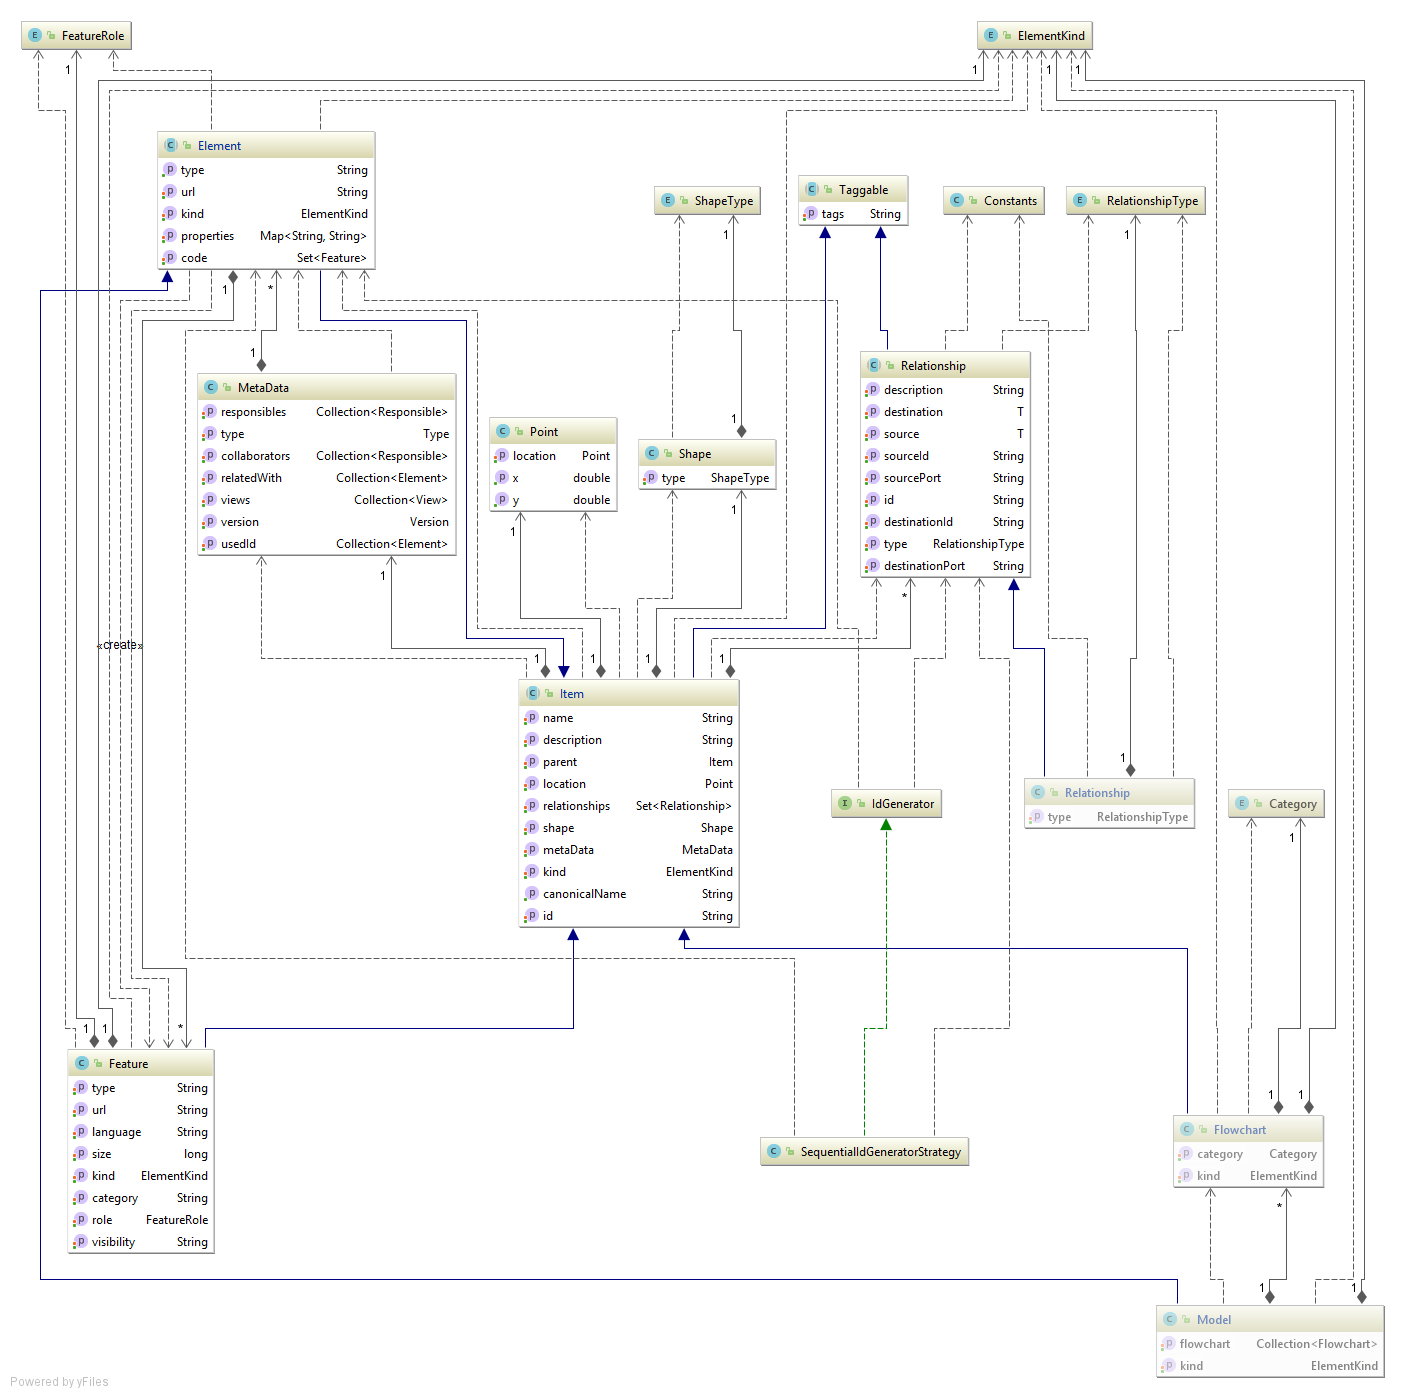 FeatureRole
ElementKind
1
1
1
1
Element
type String
url String
kind ElementKind
properties Map<String, String>
code Set<Feature>
ShapeType
Taggable
tags String
Constants
RelationshipType
1
1
1
*
1
MetaData
responsibles Collection<Responsible>
type Type
collaborators Collection<Responsible>
relatedWith Collection<Element>
views Collection<View>
version Version
usedId Collection<Element>
Point
location Point
x double
y double
1
Shape
type ShapeType
Relationship
description String
destination T
source T
sourceId String
sourcePort String
id String
destinationId String
type RelationshipType
destinationPort String
1
1
1
*
«create»
1
1
1
1
Item
name String
description String
parent Item
location Point
relationships Set<Relationship>
shape Shape
metaData MetaData
kind ElementKind
canonicalName String
id String
IdGenerator
1
Relationship
type RelationshipType
Category
1
1
1
*
Feature
type String
url String
language String
size long
kind ElementKind
category String
role FeatureRole
visibility String
SequentialIdGeneratorStrategy
1
1
Flowchart
category Category
kind ElementKind
*
1
1
Model
flowchart Collection<Flowchart>
kind ElementKind
Powered by yFiles